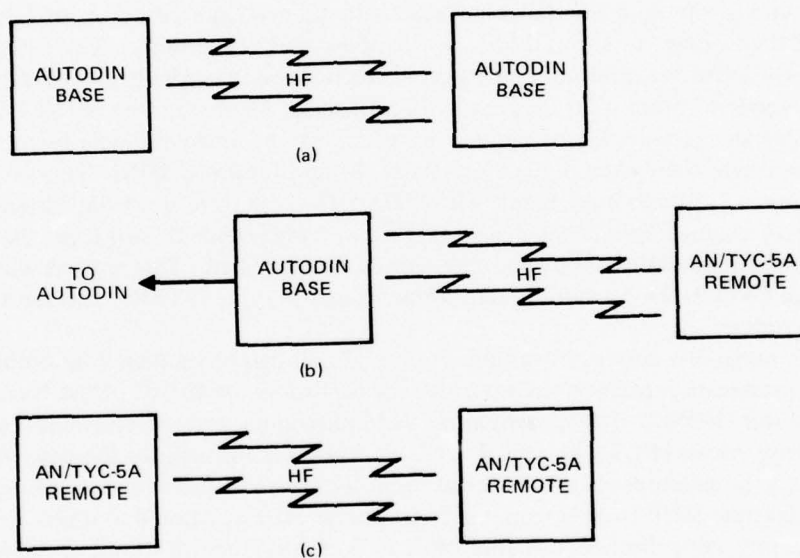 AUTODIN
BASE
HF
AUTODIN
BASE
(a)
TO
AUTODIN
AUTODIN
BASE
HF
AN/TYC-5A
REMOTE
(b)
AN/TYC-5A
REMOTE
HF
AN/TYC-5A
REMOTE
(c)